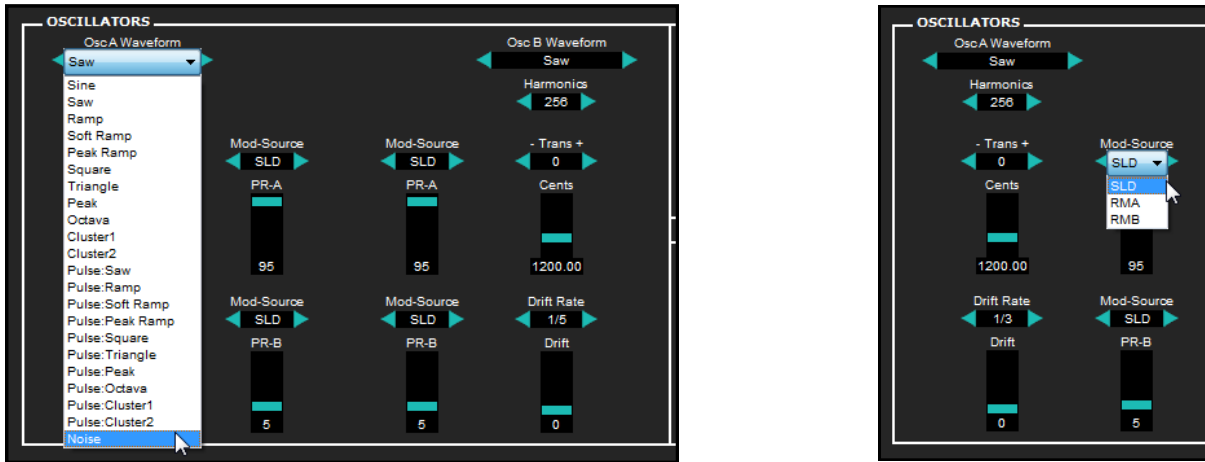 OSCILLATORS
OscA Waveform
Saw
Sine
Saw
Ramp
Soft Ramp
Peak Ramp
Square
Triangle
Peak
Octava
Cluster1
Cluster2
Pulse:Saw
Pulse:Ramp
Pulse:Soft Ramp
Pulse:Peak Ramp
Pulse:Square
Pulse:Triangle
Pulse:Peak
Pulse:Octava
Pulse:Cluster1
Pulse:Cluster2
Noise
Mod-Source
SLD
PR-A
95
Mod-Source
SLD
PR-B
5
Mod-Source
SLD
PR-A
95
Mod-Source
SLD
PR-B
5
Osc B Waveform
Saw
Harmonics
256
- Trans +
0
Cents
1200.00
Drift Rate
1/5
Drift
0
OSCILLATORS
OscA Waveform
Saw
Harmonics
256
- Trans +
0
Cents
1200.00
Drift Rate
1/3
Drift
0
Mod-Source
SLD
SLD
RMA
RMB
95
Mod-Source
SLD
PR-B
5